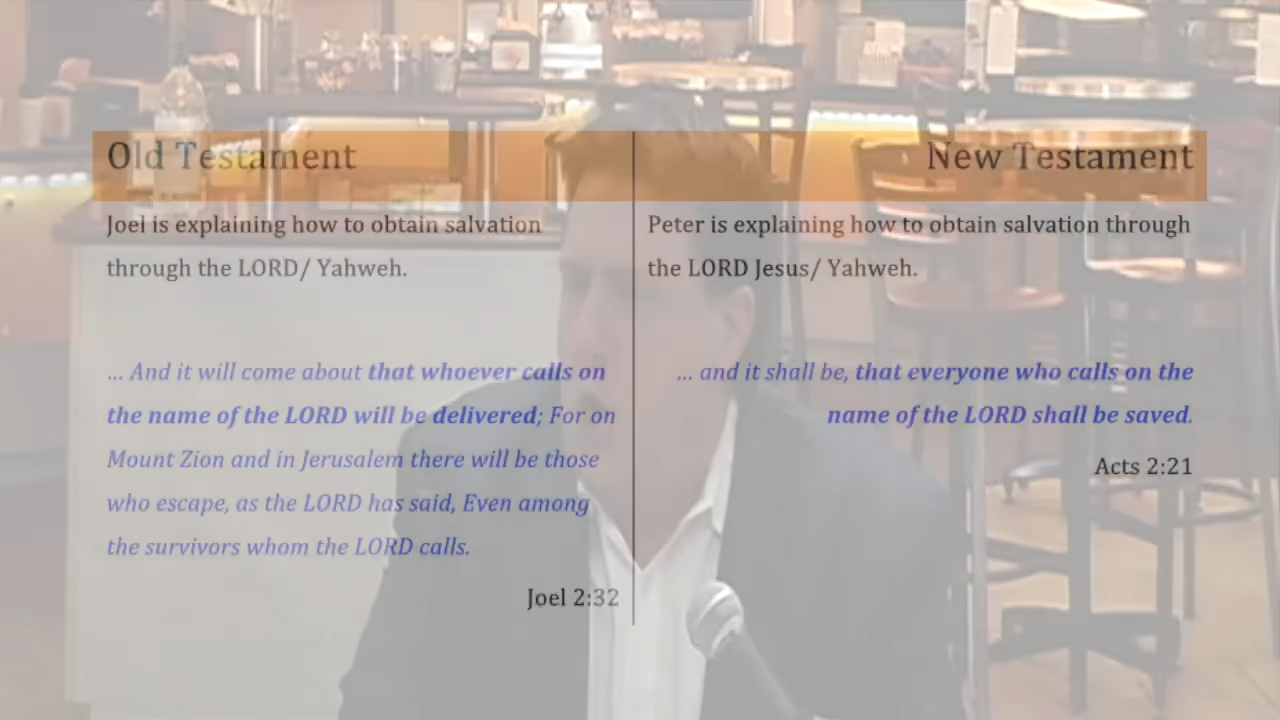 Old Testament
Joel is explaining how to obtain salvation
through the LORD/ Yahweh.
... And it will come about that whoever calls on
the name of the LORD will be delivered; For on
Mount Zion and in Jerusalem there will be those
who escape, as the LORD has said, Even among
the survivors whom the LORD calls.
Joel 2:32
New Testament
Peter is explaining how to obtain salvation through
the LORD Jesus/ Yahweh.
... and it shall be, that everyone who calls on the
name of the LORD shall be saved.
Acts 2:21